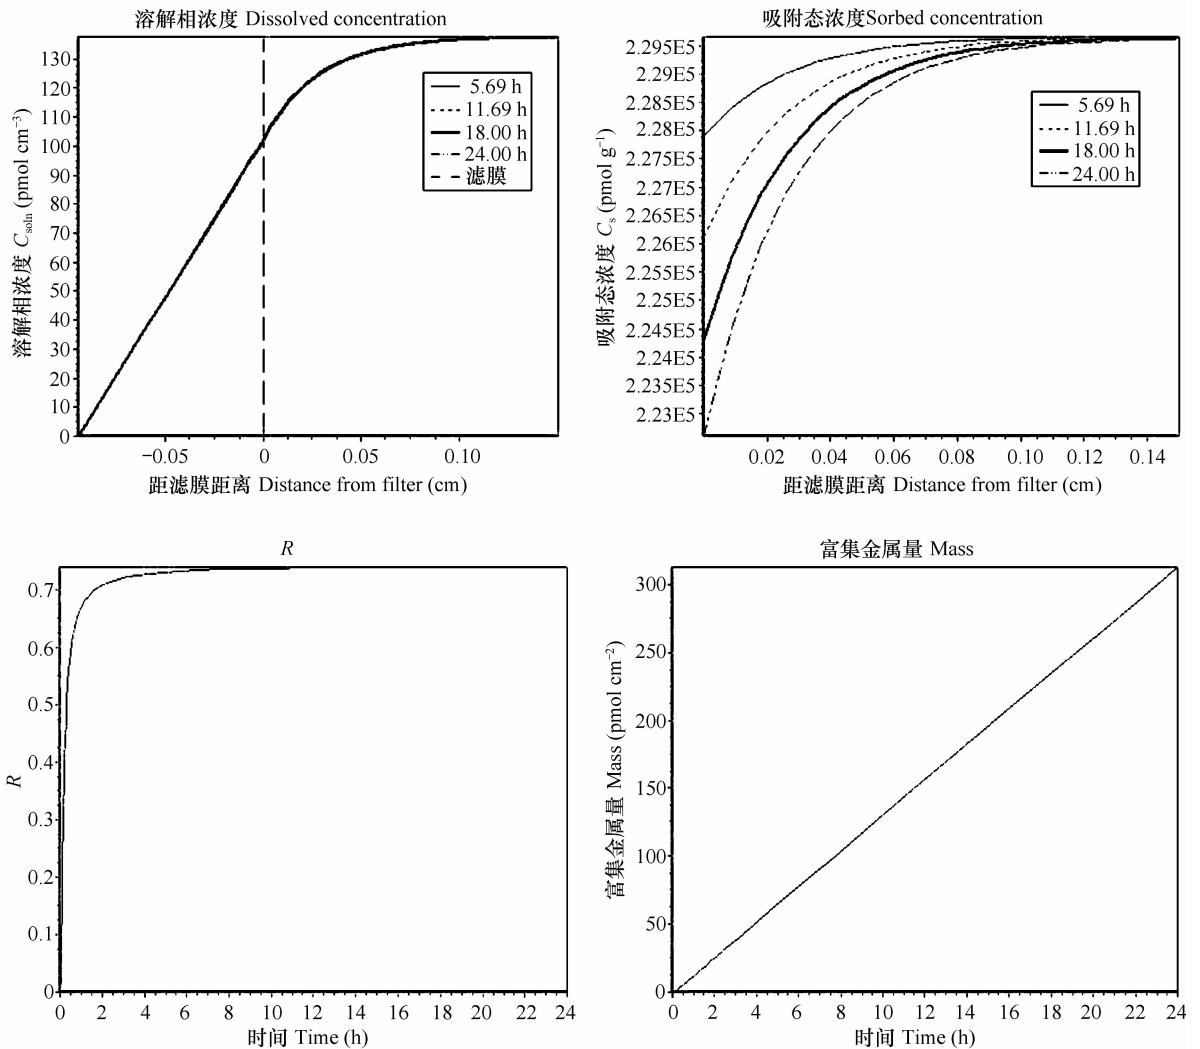 溶解相浓度 Dissolved concentration
130
120
110
100
90
80
70
60
50
40
30
20
10
0
溶解相浓度 Csoln (pmol cm−3)
5.69 h
11.69 h
18.00 h
24.00 h
滤膜
−0.05 0 0.05 0.10
距滤膜距离 Distance from filter (cm)
吸附态浓度Sorbed concentration
2.295E5
2.29E5
2.285E5
2.28E5
2.275E5
2.27E5
2.265E5
2.26E5
2.255E5
2.25E5
2.245E5
2.24E5
2.235E5
2.23E5
吸附态浓度 Cs (pmol g−1)
5.69 h
11.69 h
18.00 h
24.00 h
0.02 0.04 0.06 0.08 0.10 0.12 0.14
距滤膜距离 Distance from filter (cm)
R
0.7
0.6
0.5
0.4
0.3
0.2
0.1
0
R
0 2 4 6 8 10 12 14 16 18 20 22 24
时间 Time (h)
富集金属量 Mass
300
250
200
150
100
50
0
富集金属量 Mass (pmol cm−2)
0 2 4 6 8 10 12 14 16 18 20 22 24
时间 Time (h)